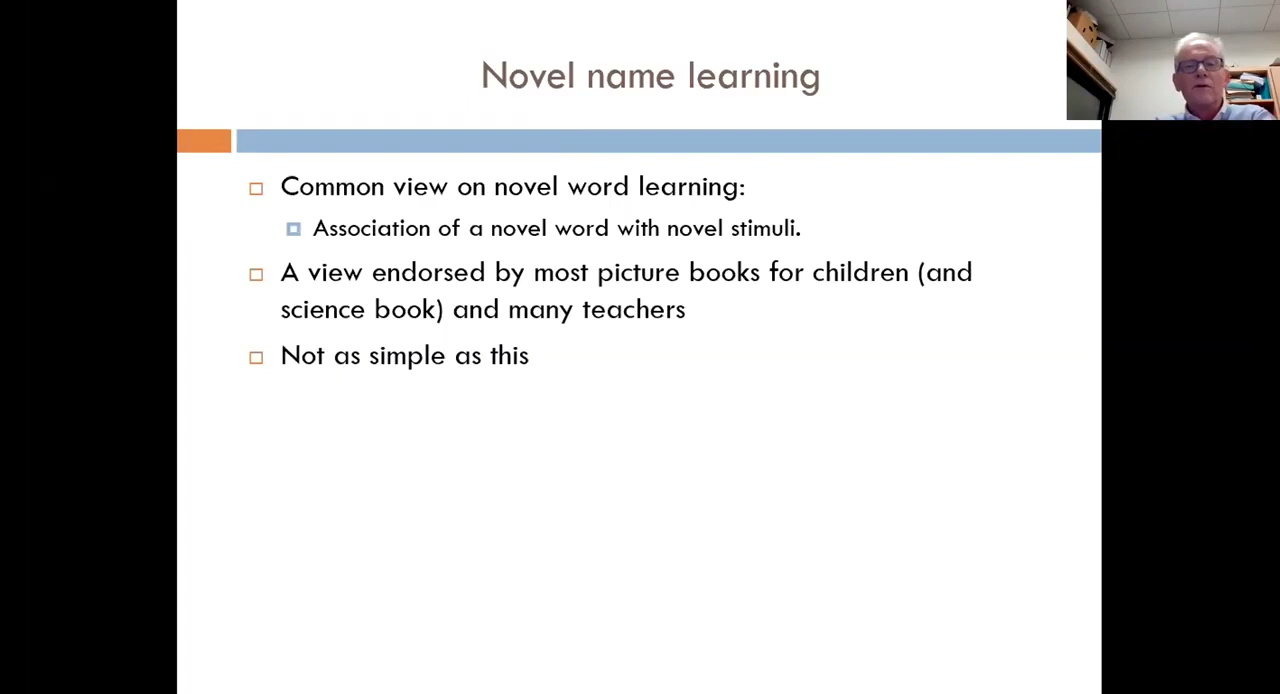 Novel name learning
Common view on novel word learning:
Association of a novel word with novel stimuli.
A view endorsed by most picture books for children (and
science book) and many teachers
Not as simple as this